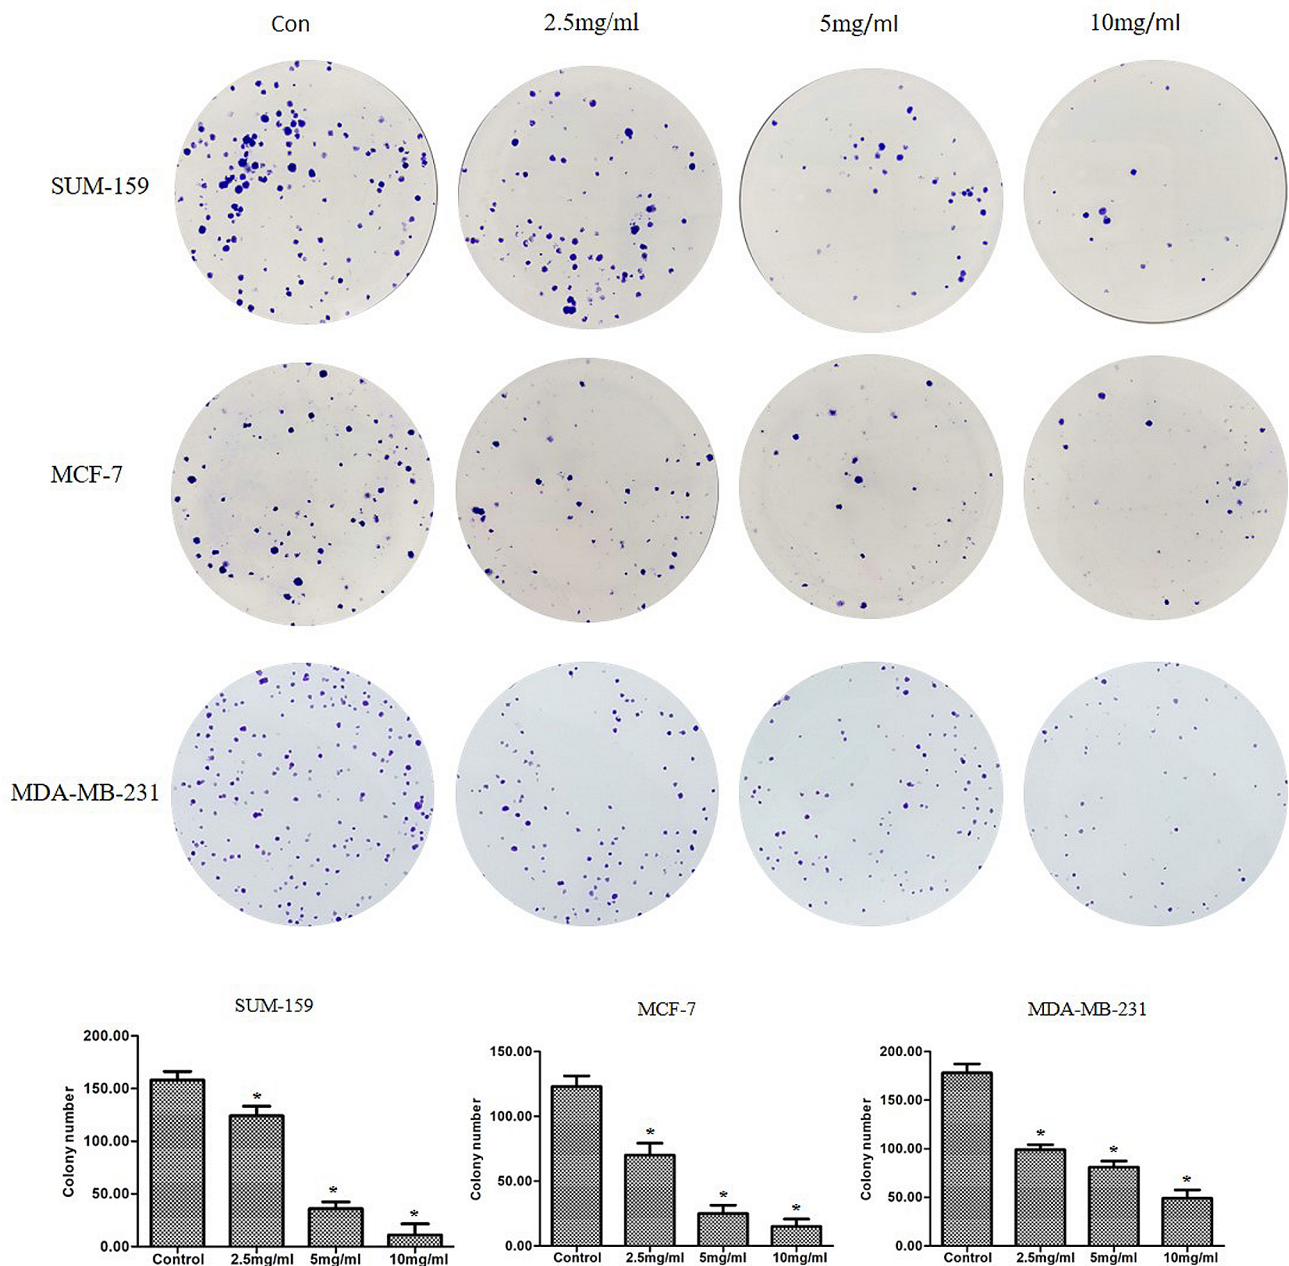 Con 2.5mg/ml 5mg/ml 10mg/ml
SUM-159
MCF-7
MDA-MB-231
SUM-159
200.00
150.00
100.00
50.00
0.00
Colony number
*
*
*
Control 2.5mg/ml 5mg/ml 10mg/ml
MCF-7
150.00
100.00
50.00
0.00
Colony number
*
*
*
Control 2.5mg/ml 5mg/ml 10mg/ml
MDA-MB-231
200.00
150.00
100.00
50.00
0.00
Colony number
*
*
*
Control 2.5mg/ml 5mg/ml 10mg/ml